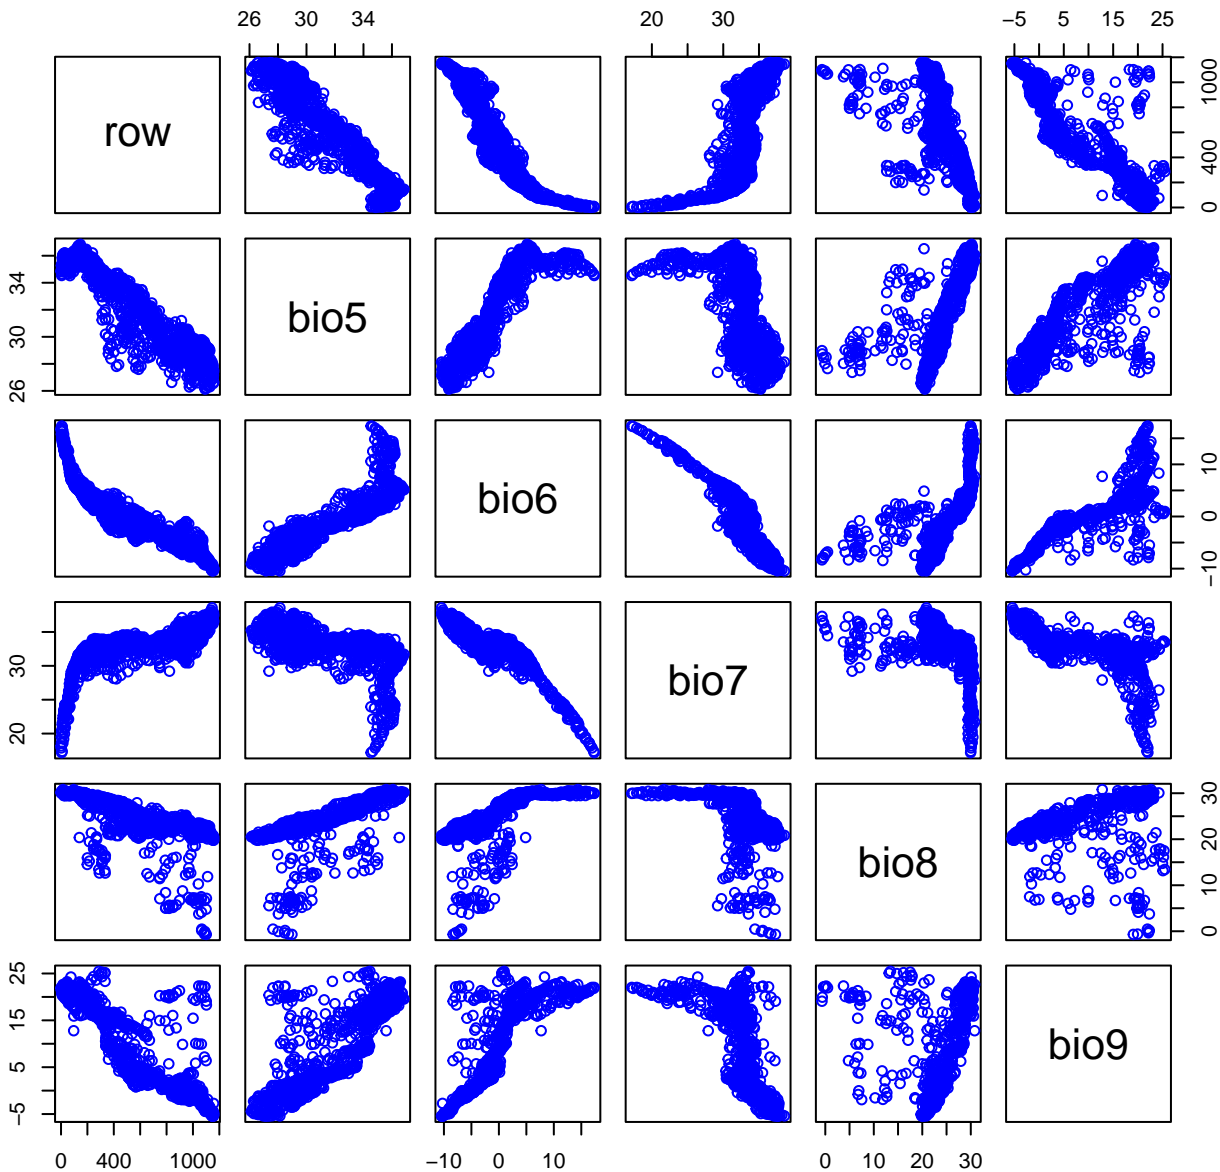 26 30 34 20 30 -5 5 15 25
row 0 400 1000
26 30 34 bio5
bio6 -10 0 10
20 30 bio7
bio8 0 10 20 30
-5 5 15 25 bio9
0 400 1000 -10 0 10 0 10 20 30